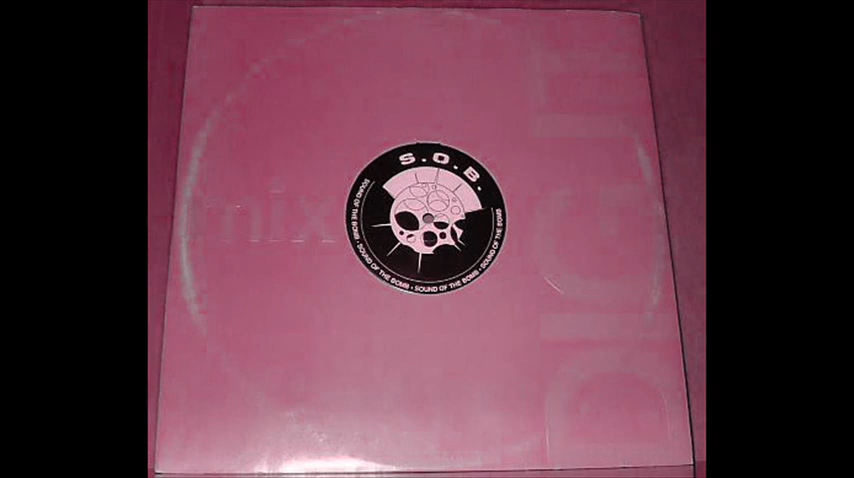 S.O.B.
SOUND OF THE BOMB • SOUND OF THE BOMB • SOUND OF THE BOMB • SOUND OF THE BOMB
mix